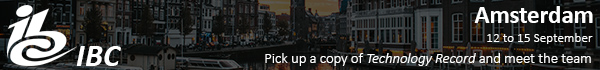 IBC
Amsterdam
12 to 15 September
Pick up a copy of Technology Record and meet the team